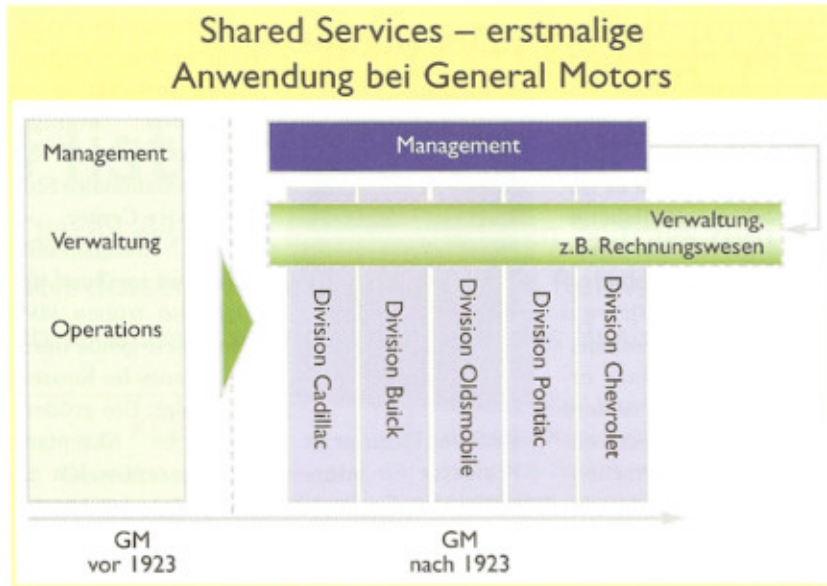 Shared Services – erstmalige
Anwendung bei General Motors
Management
Verwaltung
Operations
Management
Verwaltung,
z.B. Rechnungswesen
Division Cadillac
Division Buick
Division Oldsmobile
Division Pontiac
Division Chevrolet
GM
vor 1923
GM
nach 1923